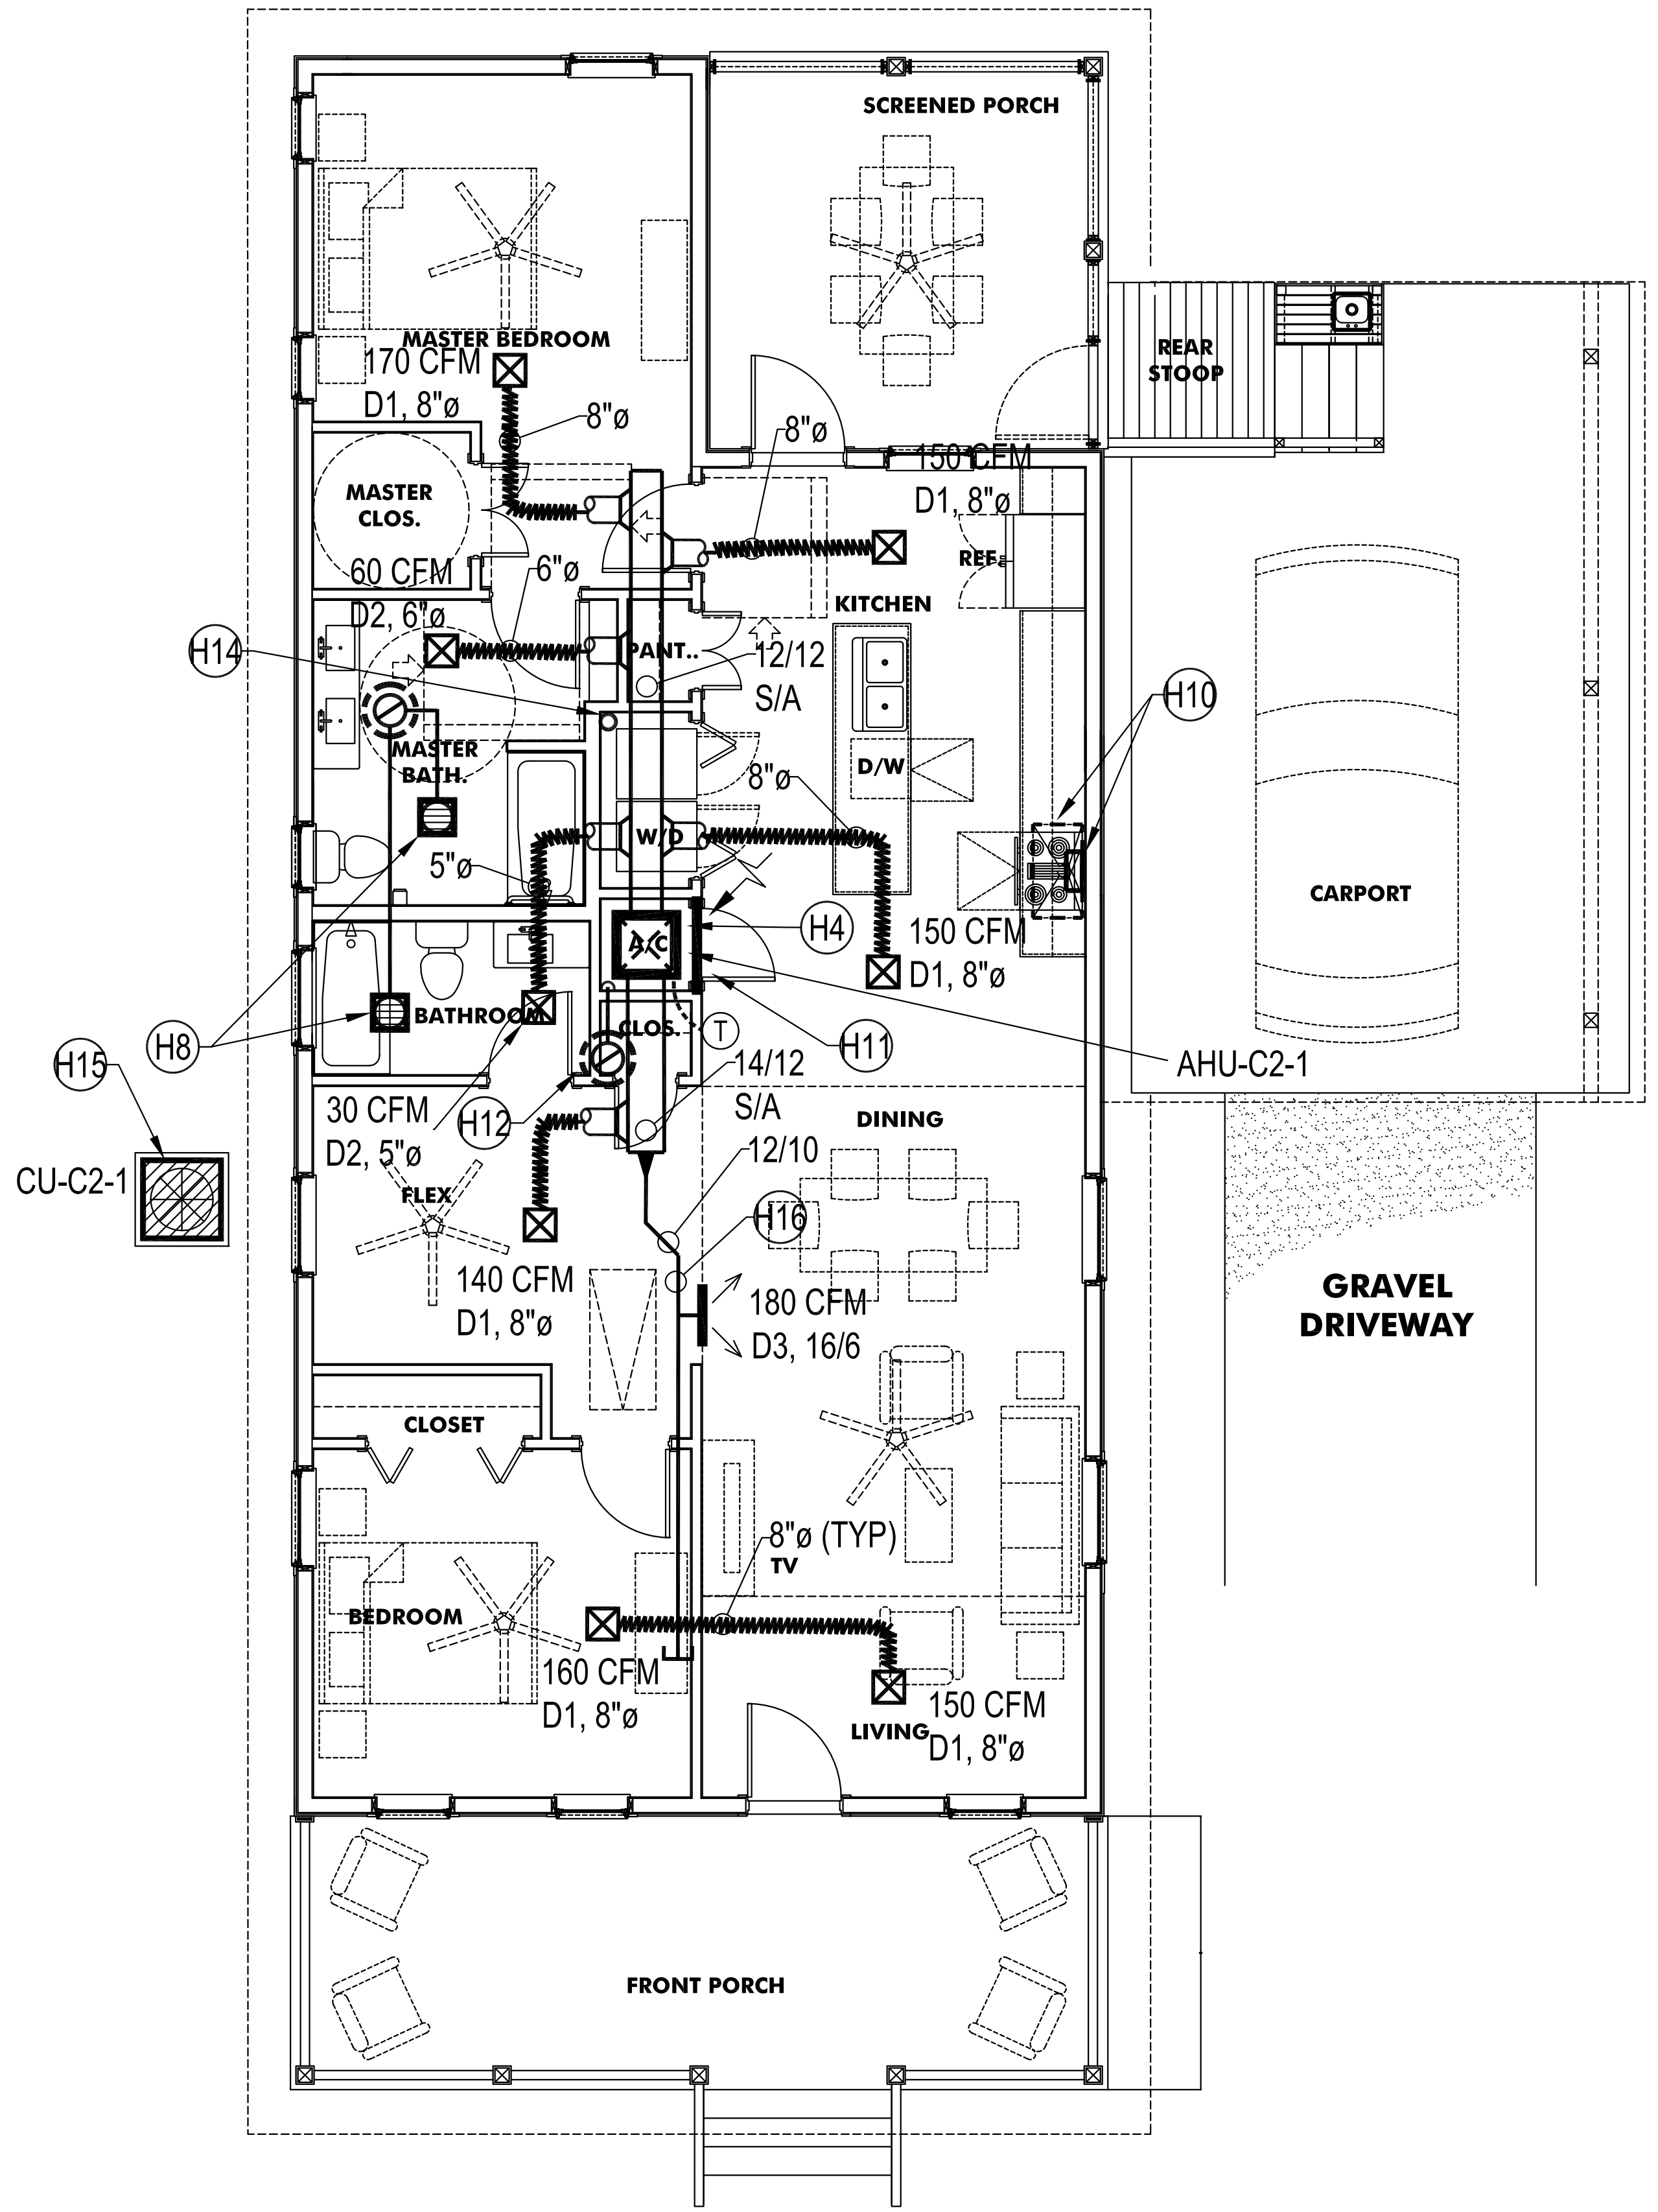 SCREENED PORCH
MASTER BEDROOM
170 CFM
D1, 8"ø
8"ø
8"ø
REAR
STOOP
150 CFM
D1, 8"ø
MASTER
CLOS.
60 CFM
D2, 6"ø
6"ø
REF.
KITCHEN
H14
PANT..
12/12
S/A
H10
MASTER
BATH.
8"ø
D/W
W/D
5"ø
CARPORT
150 CFM
D1, 8"ø
H4
A/C
BATHROOM
CLOS.
T
H8
H11
AHU-C2-1
H15
14/12
S/A
30 CFM
D2, 5"ø
H12
DINING
12/10
CU-C2-1
FLEX
H16
140 CFM
D1, 8"ø
180 CFM
D3, 16/6
GRAVEL
DRIVEWAY
CLOSET
8"ø (TYP)
TV
BEDROOM
160 CFM
D1, 8"ø
150 CFM
D1, 8"ø
LIVING
FRONT PORCH